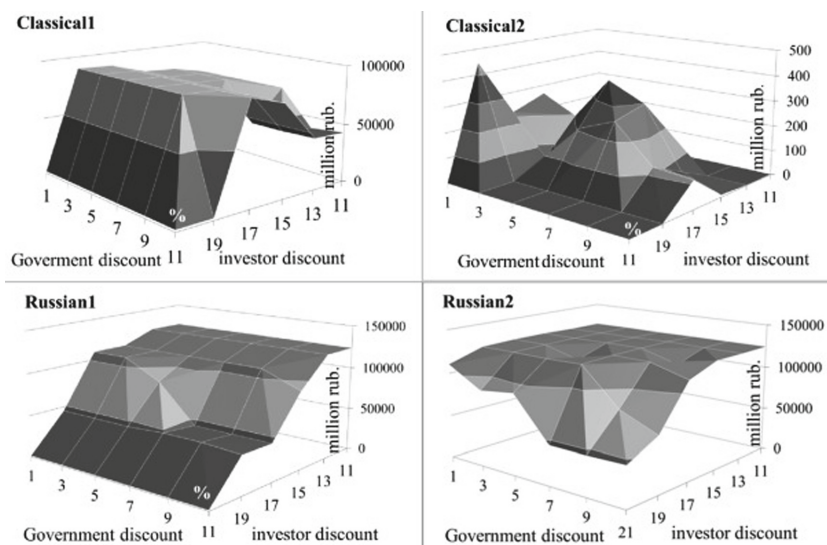 Classical1
100000
50000
0
million rub.
1 3 5 7 9 11
%
19 17 15 13 11
Goverment discount
investor discount
Classical2
500
400
300
200
100
0
million rub.
1 3 5 7 9 11
%
19 17 15 13 11
Goverment discount
investor discount
Russian1
150000
100000
50000
0
million rub.
1 3 5 7 9 11
%
19 17 15 13 11
Government discount
investor discount
Russian2
150000
100000
50000
0
million rub.
1 3 5 7 9 21
19 17 15 13 11
Government discount
investor discount